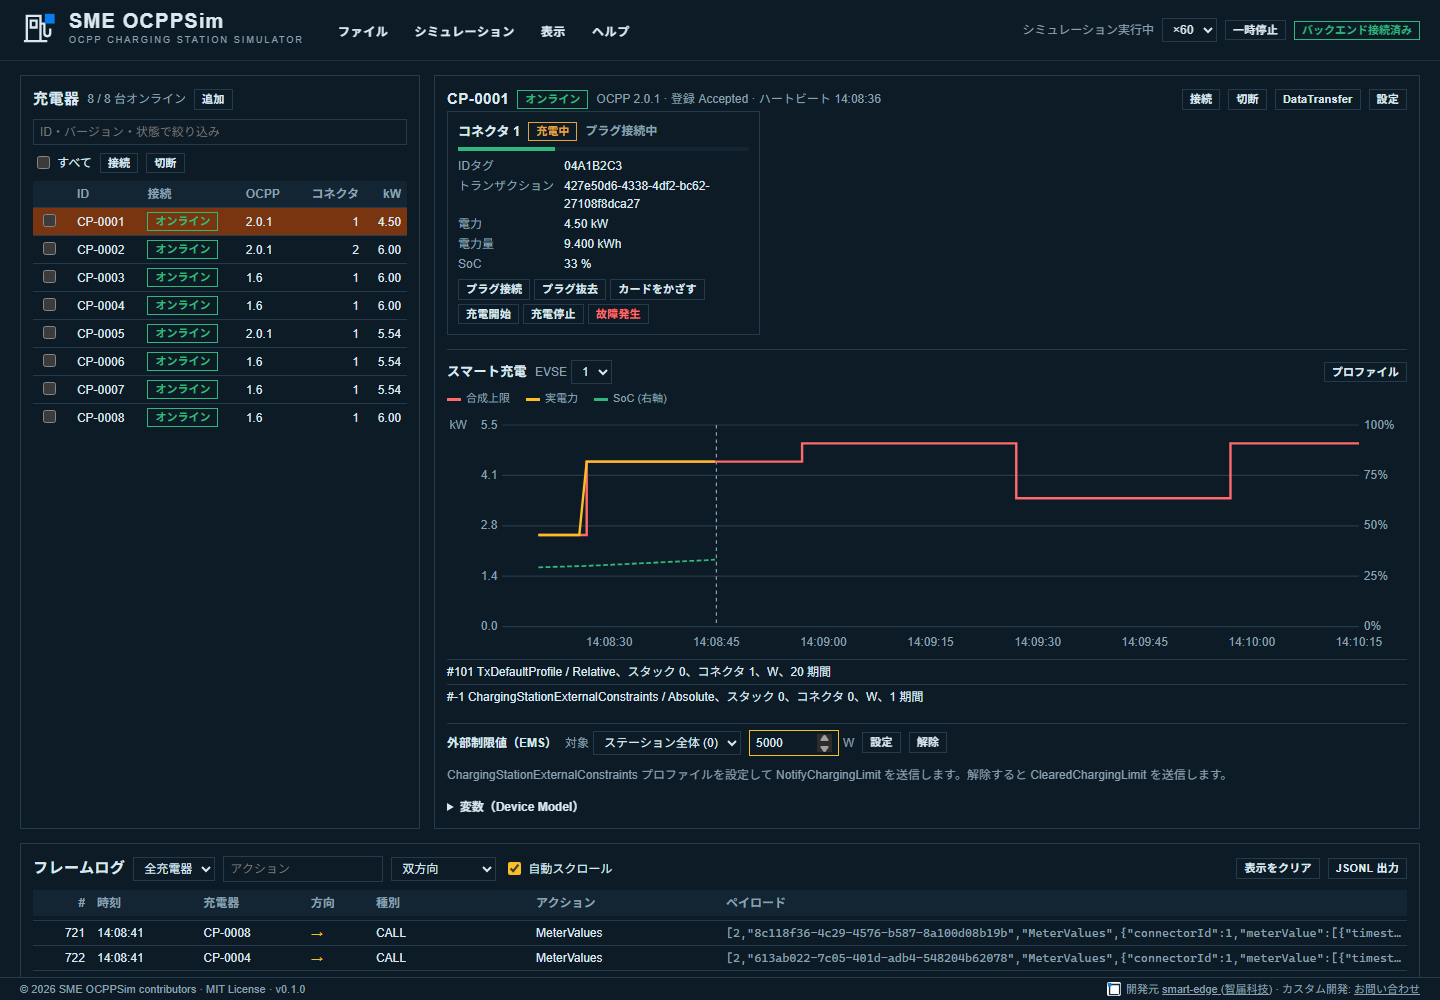 SME OCPPSim
OCPP CHARGING STATION SIMULATOR
ファイル シミュレーション 表示 ヘルプ
シミュレーション実行中 ×60 一時停止 バックエンド接続済み
充電器 8 / 8 台オンライン 追加
ID・バージョン・状態で絞り込み
すべて 接続 切断
ID 接続 OCPP コネクタ kW
CP-0001 オンライン 2.0.1 1 4.50
CP-0002 オンライン 2.0.1 2 6.00
CP-0003 オンライン 1.6 1 6.00
CP-0004 オンライン 1.6 1 6.00
CP-0005 オンライン 2.0.1 1 5.54
CP-0006 オンライン 1.6 1 5.54
CP-0007 オンライン 1.6 1 5.54
CP-0008 オンライン 1.6 1 6.00
CP-0001 オンライン OCPP 2.0.1 · 登録 Accepted · ハートビート 14:08:36
接続 切断 DataTransfer 設定
コネクタ 1 充電中 プラグ接続中
IDタグ 04A1B2C3
トランザクション 427e50d6-4338-4df2-bc62-
27108f8dca27
電力 4.50 kW
電力量 9.400 kWh
SoC 33 %
プラグ接続 プラグ抜去 カードをかざす
充電開始 充電停止 故障発生
スマート充電 EVSE 1 プロファイル
合成上限 実電力 SoC (右軸)
kW 5.5 100%
4.1 75%
2.8 50%
1.4 25%
0.0 0%
14:08:30 14:08:45 14:09:00 14:09:15 14:09:30 14:09:45 14:10:00 14:10:15
#101 TxDefaultProfile / Relative、スタック 0、コネクタ 1、W、20 期間
#-1 ChargingStationExternalConstraints / Absolute、スタック 0、コネクタ 0、W、1 期間
外部制限値（EMS） 対象 ステーション全体 (0) 5000 W 設定 解除
ChargingStationExternalConstraints プロファイルを設定して NotifyChargingLimit を送信します。解除すると ClearedChargingLimit を送信します。
変数（Device Model）
フレームログ 全充電器 アクション 双方向 自動スクロール 表示をクリア JSONL 出力
# 時刻 充電器 方向 種別 アクション ペイロード
721 14:08:41 CP-0008 → CALL MeterValues [2,"8c118f36-4c29-4576-b587-8a100d08b19b","MeterValues",{"connectorId":1,"meterValue":[{"timest…
722 14:08:41 CP-0004 → CALL MeterValues [2,"613ab022-7c05-401d-adb4-548204b62078","MeterValues",{"connectorId":1,"meterValue":[{"timest…
© 2026 SME OCPPSim contributors · MIT License · v0.1.0
開発元 smart-edge (智届科技) · カスタム開発: お問い合わせ